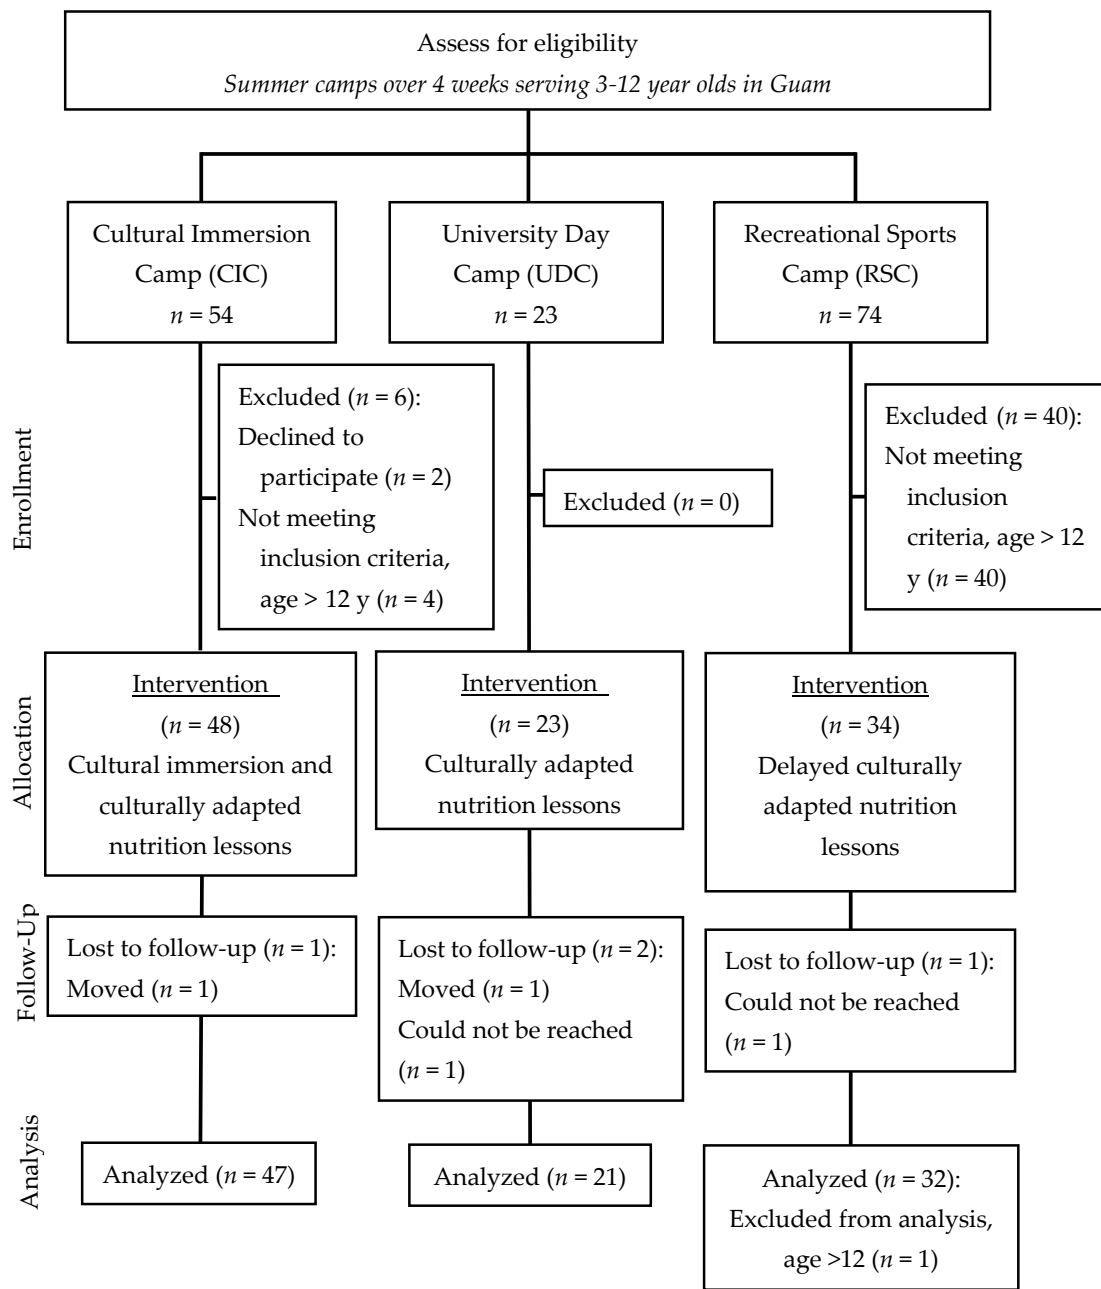 Assess for eligibility
Summer camps over 4 weeks serving 3-12 year olds in Guam
Cultural Immersion
Camp (CIC)
n = 54
University Day
Camp (UDC)
n = 23
Recreational Sports
Camp (RSC)
n = 74
Enrollment
Excluded (n = 6):
Declined to
participate (n = 2)
Not meeting
inclusion criteria,
age > 12 y (n = 4)
Excluded (n = 0)
Excluded (n = 40):
Not meeting
inclusion
criteria, age > 12
y (n = 40)
Allocation
Intervention
(n = 48)
Cultural immersion and
culturally adapted
nutrition lessons
Intervention
(n = 23)
Culturally adapted
nutrition lessons
Intervention
(n = 34)
Delayed culturally
adapted nutrition
lessons
Follow-Up
Lost to follow-up (n = 1):
Moved (n = 1)
Lost to follow-up (n = 2):
Moved (n = 1)
Could not be reached
(n = 1)
Lost to follow-up (n = 1):
Could not be reached
(n = 1)
Analysis
Analyzed (n = 47)
Analyzed (n = 21)
Analyzed (n = 32):
Excluded from analysis,
age >12 (n = 1)